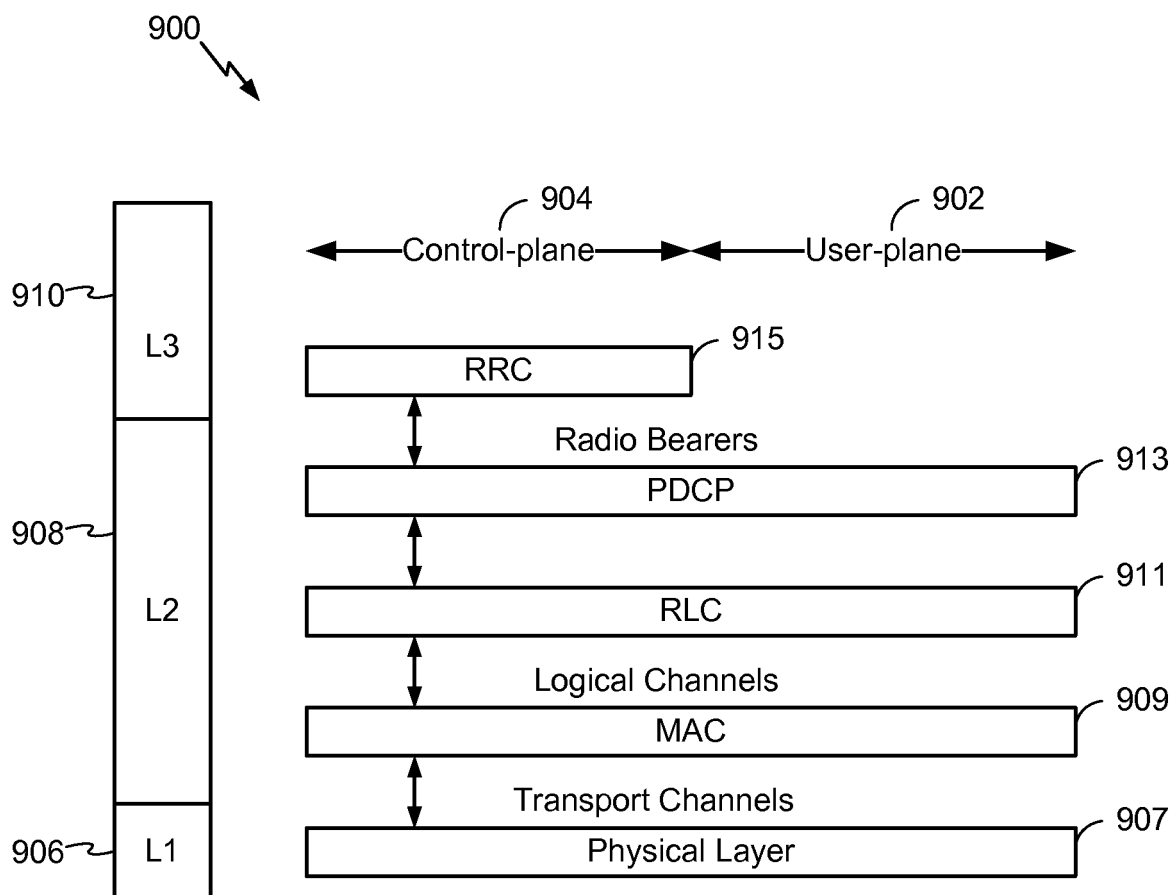 900
904
902
Control-plane
User-plane
910
L3
915
RRC
Radio Bearers
913
PDCP
908
L2
911
RLC
Logical Channels
909
MAC
Transport Channels
907
906
L1
Physical Layer